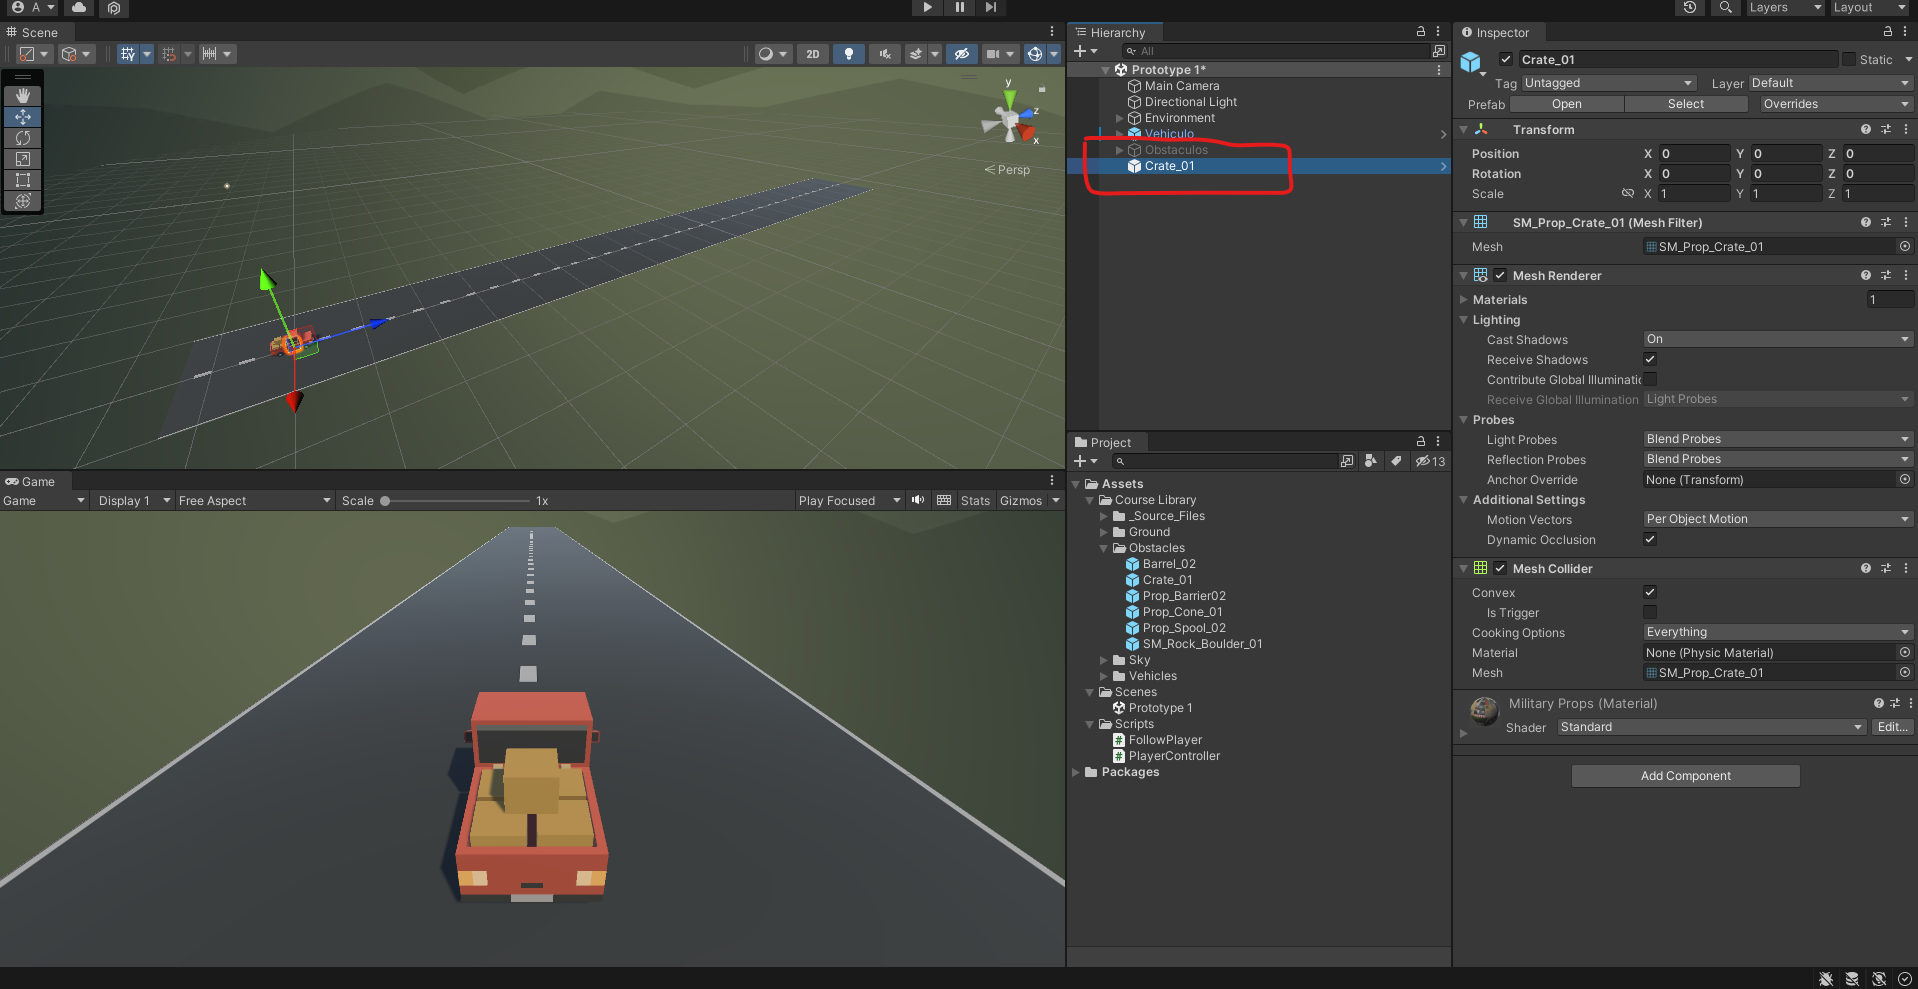 A
Layers
Layout
Scene
2D
y
z
x
Persp
Game
Game
Display 1
Free Aspect
Scale
1x
Play Focused
Stats
Gizmos
Hierarchy
All
Prototype 1*
Main Camera
Directional Light
Environment
Vehiculo
Obstaculos
Crate_01
Project
13
Assets
Course Library
_Source_Files
Ground
Obstacles
Barrel_02
Crate_01
Prop_Barrier02
Prop_Cone_01
Prop_Spool_02
SM_Rock_Boulder_01
Sky
Vehicles
Scenes
Prototype 1
Scripts
FollowPlayer
PlayerController
Packages
Inspector
Crate_01
Static
Tag Untagged Layer Default
Prefab Open Select Overrides
Transform
Position X 0 Y 0 Z 0
Rotation X 0 Y 0 Z 0
Scale X 1 Y 1 Z 1
SM_Prop_Crate_01 (Mesh Filter)
Mesh SM_Prop_Crate_01
Mesh Renderer
Materials 1
Lighting
Cast Shadows On
Receive Shadows
Contribute Global Illuminatic
Receive Global Illumination Light Probes
Probes
Light Probes Blend Probes
Reflection Probes Blend Probes
Anchor Override None (Transform)
Additional Settings
Motion Vectors Per Object Motion
Dynamic Occlusion
Mesh Collider
Convex
Is Trigger
Cooking Options Everything
Material None (Physic Material)
Mesh SM_Prop_Crate_01
Military Props (Material)
Shader Standard Edit...
Add Component